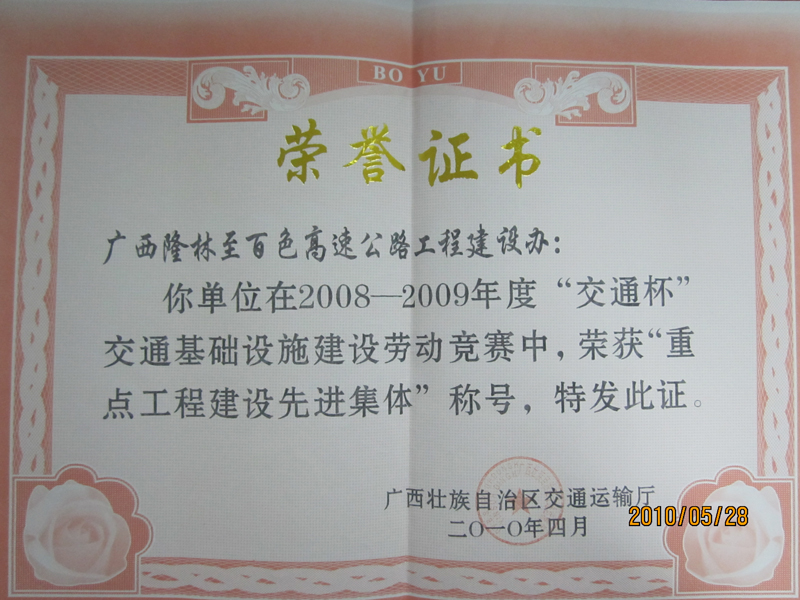 BO YU
荣誉证书
广西隆林至百色高速公路工程建设办：
你单位在2008—2009年度“交通杯”
交通基础设施建设劳动竞赛中，荣获“重
点工程建设先进集体”称号，特发此证。
广西壮族自治区交通运输厅
二〇一〇年四月
2010/05/28